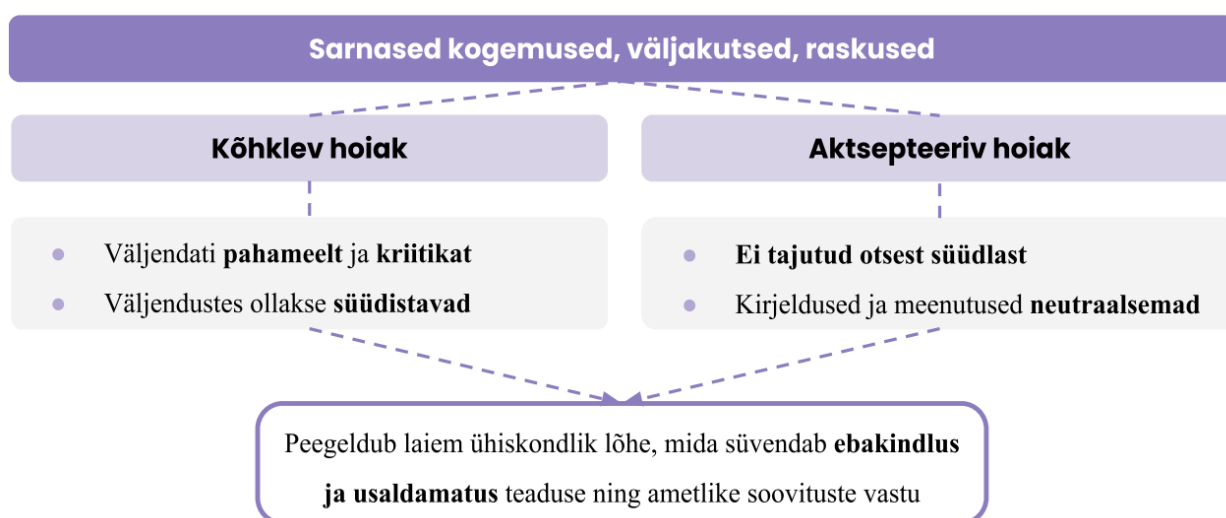 Sarnased kogemused, väljakutsed, raskused
Kõhklev hoiak
Väljendati pahameelt ja kriitikat
Väljendustes ollakse süüdistavad
Aktsepteeriv hoiak
Ei tajutud otsest süüdlast
Kirjeldused ja meenutused neutraalsemad
Peegeldub laiem ühiskondlik lõhe, mida süvendab ebakindlus
ja usaldamatus teaduse ning ametlike soovituste vastu